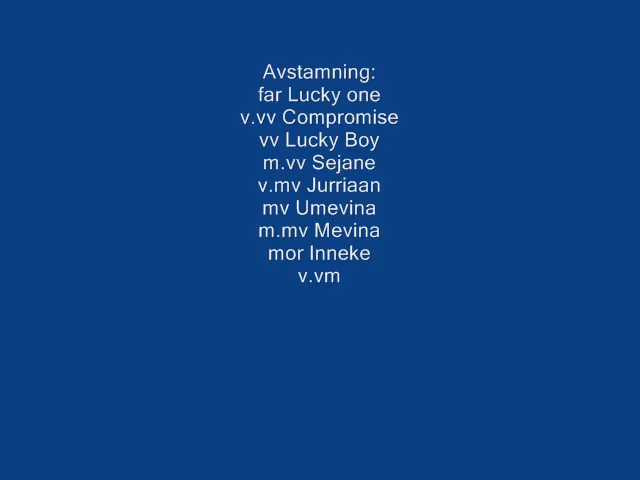 Avstamning:
far Lucky one
v.vv Compromise
vv Lucky Boy
m.vv Sejane
v.mv Jurriaan
mv Umevina
m.mv Mevina
mor Inneke
v.vm